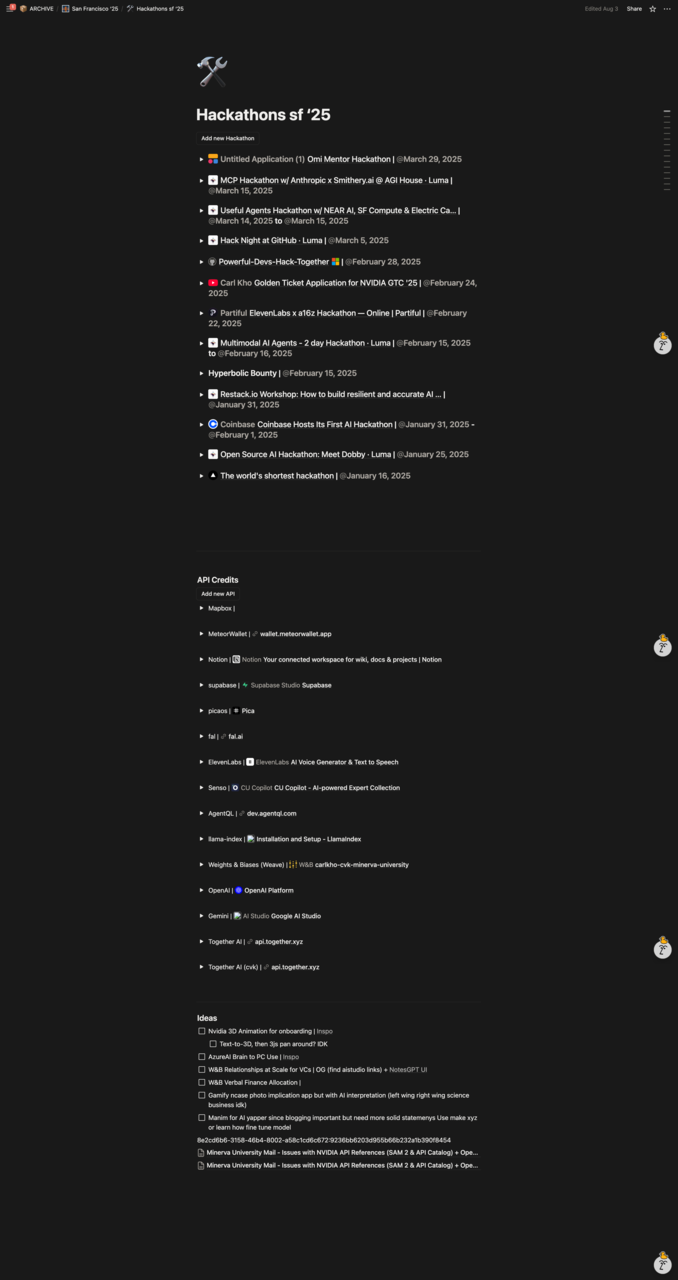 ARCHIVE / San Francisco '25 / Hackathons sf '25
Edited Aug 3 Share
Hackathons sf ‘25
Add new Hackathon
Untitled Application (1) Omi Mentor Hackathon | @March 29, 2025
MCP Hackathon w/ Anthropic x Smithery.ai @ AGI House · Luma |
@March 15, 2025
Useful Agents Hackathon w/ NEAR AI, SF Compute & Electric Ca... |
@March 14, 2025 to @March 15, 2025
Hack Night at GitHub · Luma | @March 5, 2025
Powerful-Devs-Hack-Together | @February 28, 2025
Carl Kho Golden Ticket Application for NVIDIA GTC '25 | @February 24,
2025
Partiful ElevenLabs x a16z Hackathon — Online | Partiful | @February
22, 2025
Multimodal AI Agents - 2 day Hackathon · Luma | @February 15, 2025
to @February 16, 2025
Hyperbolic Bounty | @February 15, 2025
Restack.io Workshop: How to build resilient and accurate AI ... |
@January 31, 2025
Coinbase Coinbase Hosts Its First AI Hackathon | @January 31, 2025 -
@February 1, 2025
Open Source AI Hackathon: Meet Dobby · Luma | @January 25, 2025
The world's shortest hackathon | @January 16, 2025
API Credits
Add new API
Mapbox |
MeteorWallet | wallet.meteorwallet.app
Notion | Notion Your connected workspace for wiki, docs & projects | Notion
supabase | Supabase Studio Supabase
picaos | Pica
fal | fal.ai
ElevenLabs | ElevenLabs AI Voice Generator & Text to Speech
Senso | CU Copilot CU Copilot - AI-powered Expert Collection
AgentQL | dev.agentql.com
llama-index | Installation and Setup - LlamaIndex
Weights & Biases (Weave) | W&B carlkho-cvk-minerva-university
OpenAI | OpenAI Platform
Gemini | AI Studio Google AI Studio
Together AI | api.together.xyz
Together AI (cvk) | api.together.xyz
Ideas
Nvidia 3D Animation for onboarding | Inspo
Text-to-3D, then 3js pan around? IDK
AzureAI Brain to PC Use | Inspo
W&B Relationships at Scale for VCs | OG (find aistudio links) + NotesGPT UI
W&B Verbal Finance Allocation |
Gamify ncase photo implication app but with AI interpretation (left wing right wing science
business idk)
Manim for AI yapper since blogging important but need more solid statemenys Use make xyz
or learn how fine tune model
8e2cd6b6-3158-46b4-8002-a58c1cd6c672:9236bb6203d955b66b232a1b390f8454
Minerva University Mail - Issues with NVIDIA API References (SAM 2 & API Catalog) + Ope...
Minerva University Mail - Issues with NVIDIA API References (SAM 2 & API Catalog) + Ope...